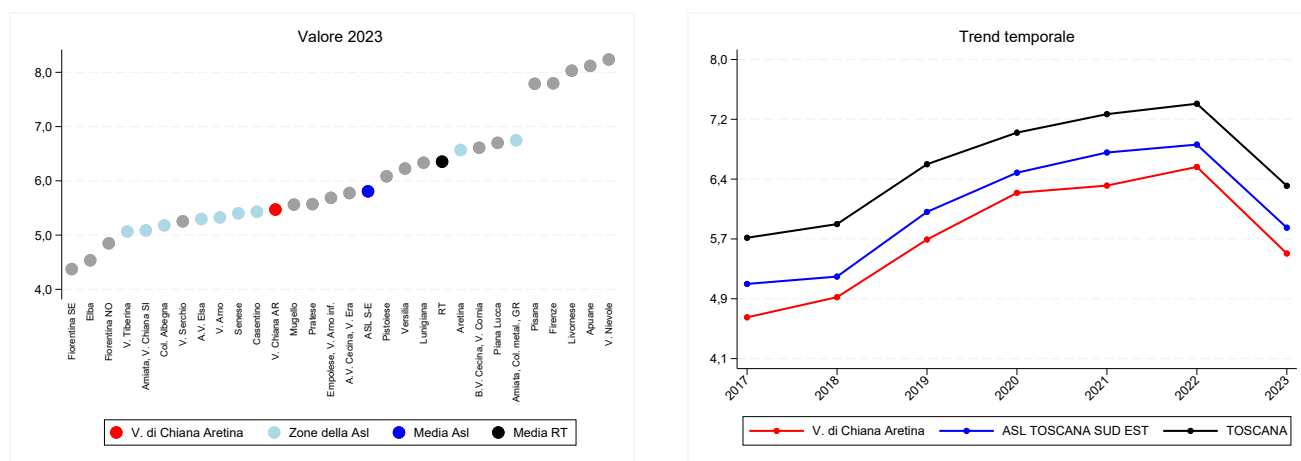 Valore 2023
8,0
7,0
6,0
5,0
4,0
Fiorentina SE
Elba
Fiorentina NO
V. Tiberina
Amiata, V. Chiana SI
Col. Albegna
V. Serchio
A.V. Elsa
V. Arno
Senese
Casentino
V. Chiana AR
Mugello
Pratese
Empolese, V. Arno inf.
A.V. Cecina, V. Era
ASL S-E
Pistoiese
Versilia
Lunigiana
RT
Aretina
B.V. Cecina, V. Cornia
Piana Lucca
Amiata, Col. metal., GR
Pisana
Firenze
Livornese
Apuane
V. Nievole
V. di Chiana Aretina
Zone della Asl
Media Asl
Media RT
Trend temporale
8,0
7,2
6,4
5,7
4,9
4,1
2017
2018
2019
2020
2021
2022
2023
V. di Chiana Aretina
ASL TOSCANA SUD EST
TOSCANA